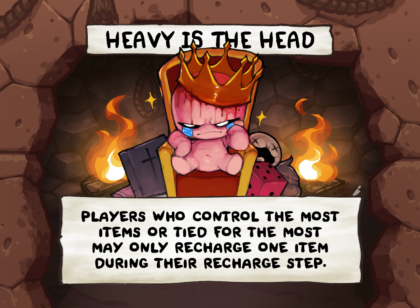 HEAVY IS THE HEAD
PLAYERS WHO CONTROL THE MOST
ITEMS OR TIED FOR THE MOST
MAY ONLY RECHARGE ONE ITEM
DURING THEIR RECHARGE STEP.